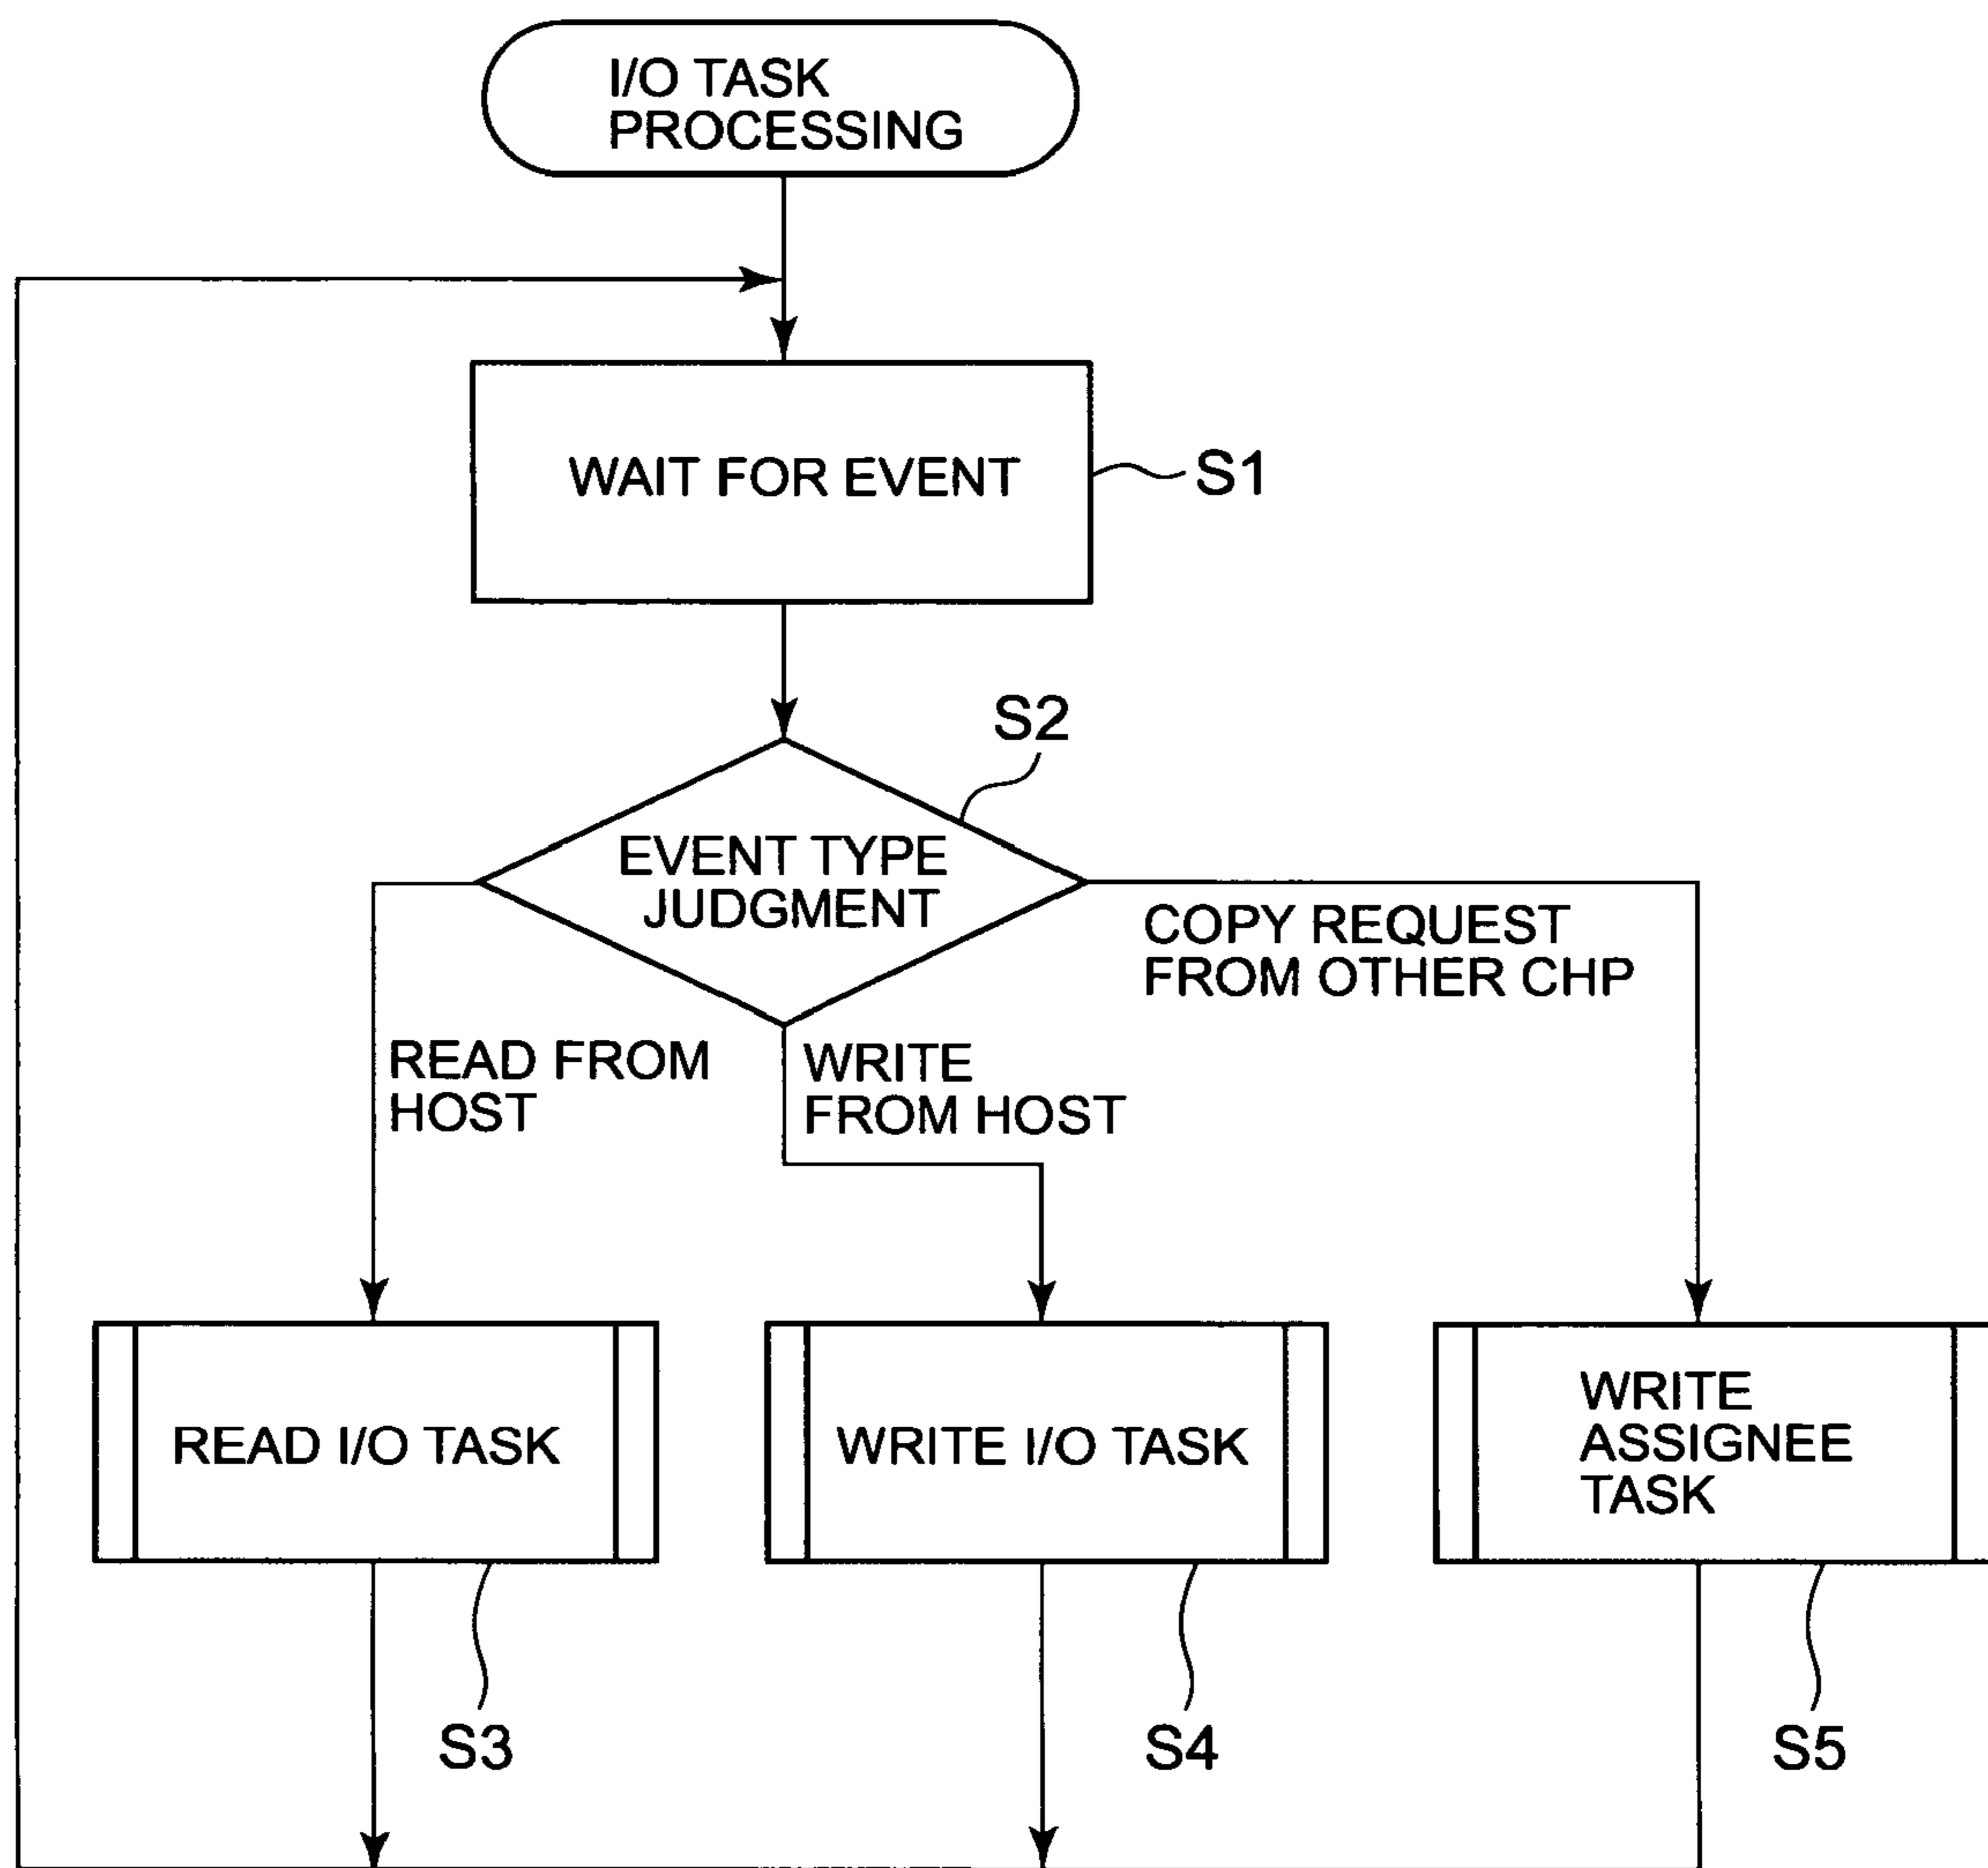 I/O TASK
PROCESSING
WAIT FOR EVENT
S1
S2
EVENT TYPE
JUDGMENT
COPY REQUEST
FROM OTHER CHP
READ FROM
HOST
WRITE
FROM HOST
READ I/O TASK
WRITE I/O TASK
WRITE
ASSIGNEE
TASK
S3
S4
S5